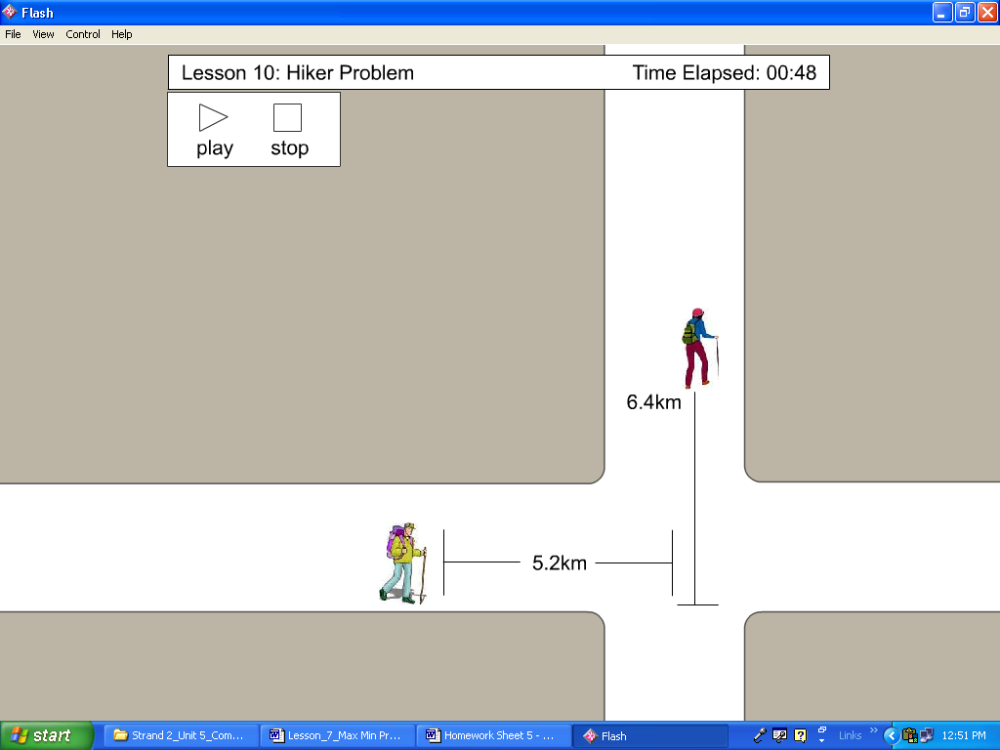 Flash
File View Control Help
Lesson 10: Hiker Problem Time Elapsed: 00:48
play stop
6.4km
5.2km
start Strand 2_Unit 5_Com... Lesson_7_Max Min Pr... Homework Sheet 5 - ... Flash Links » 12:51 PM